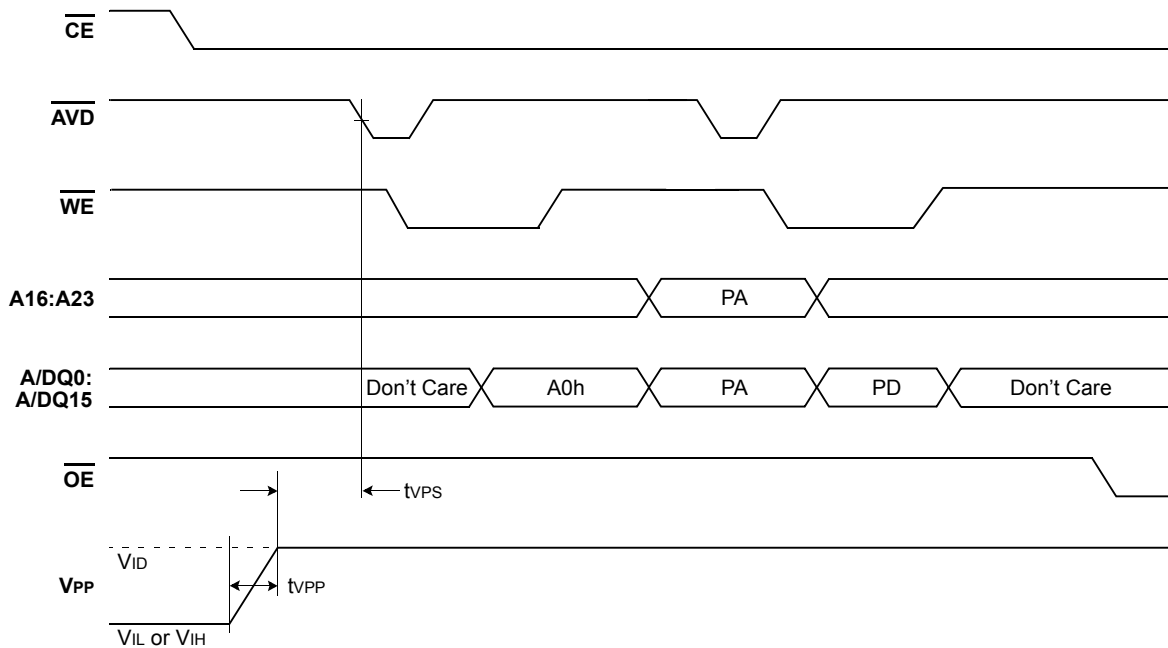 CE
AVD
WE
A16:A23
PA
A/DQ0:
A/DQ15
Don't Care
A0h
PA
PD
Don't Care
OE
tVPS
VID
VPP
tVPP
VIL or VIH